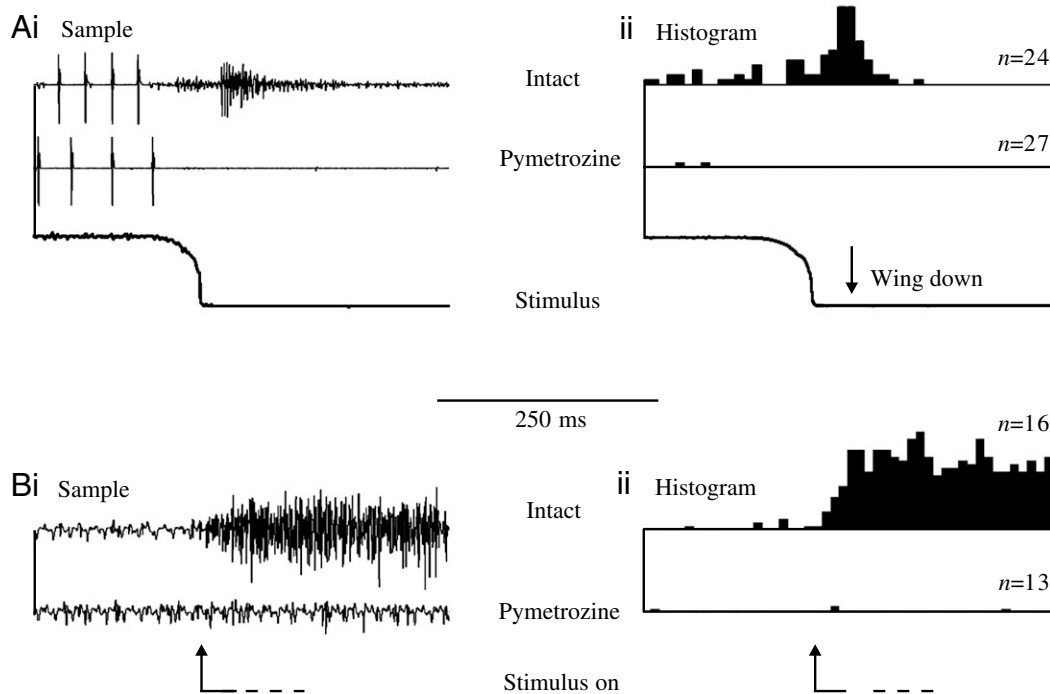 Ai Sample
ii Histogram
Intact
n=24
Pymetrozine
n=27
Stimulus
Wing down
250 ms
Bi Sample
ii Histogram
n=16
Intact
Pymetrozine
n=13
Stimulus on